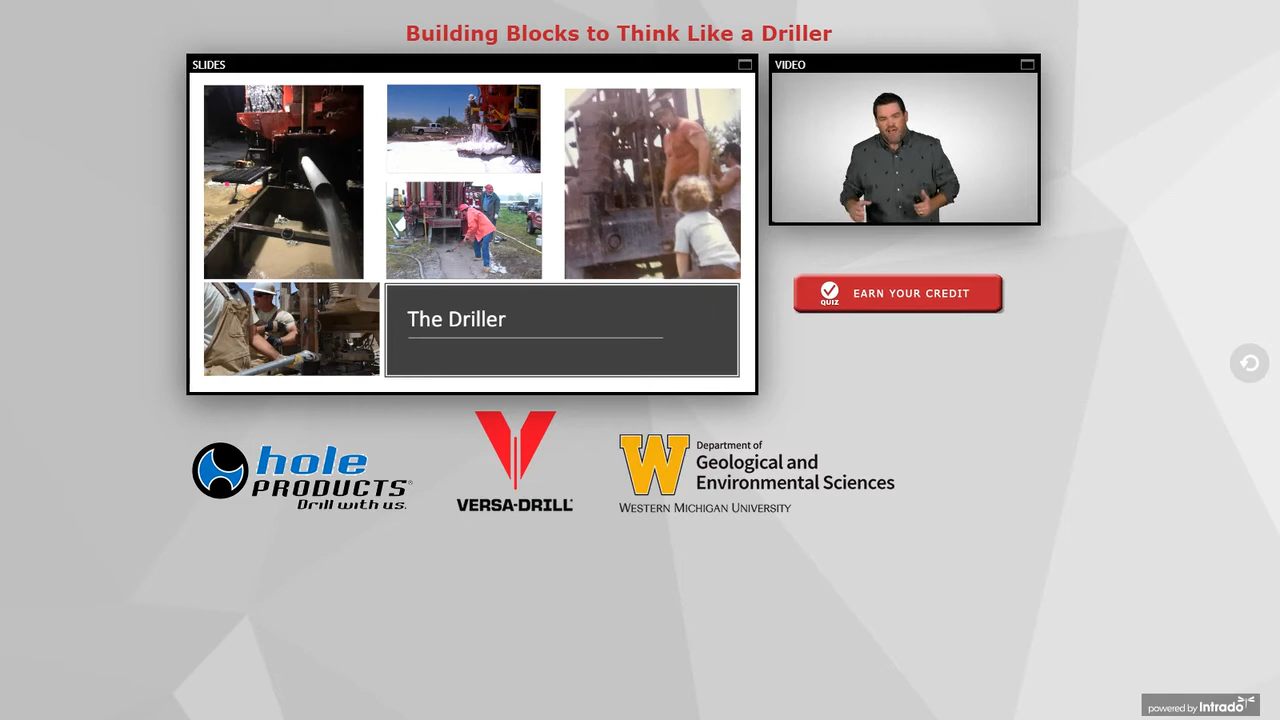 Building Blocks to Think Like a Driller
SLIDES
VIDEO
The Driller
QUIZ
EARN YOUR CREDIT
hole
PRODUCTS®
Drill with us.
VERSA-DRILL®
W
Department of
Geological and
Environmental Sciences
WESTERN MICHIGAN UNIVERSITY
powered by Intrado